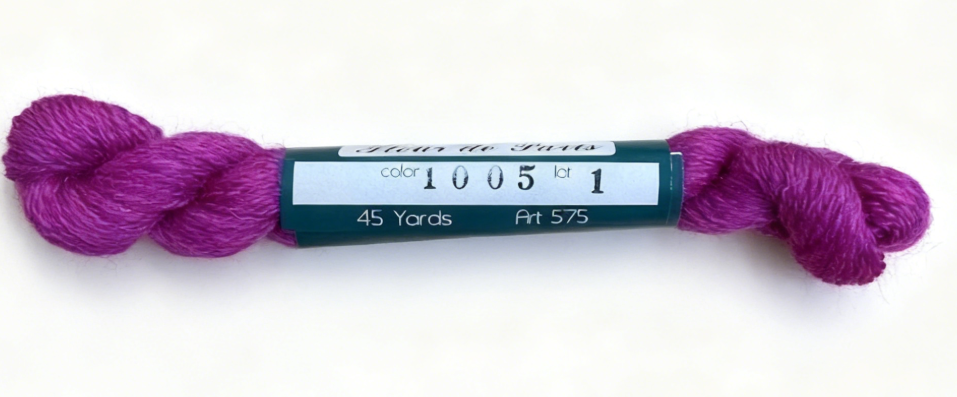 Fleur de Paris
color 1005 lot 1
45 Yards Art 575